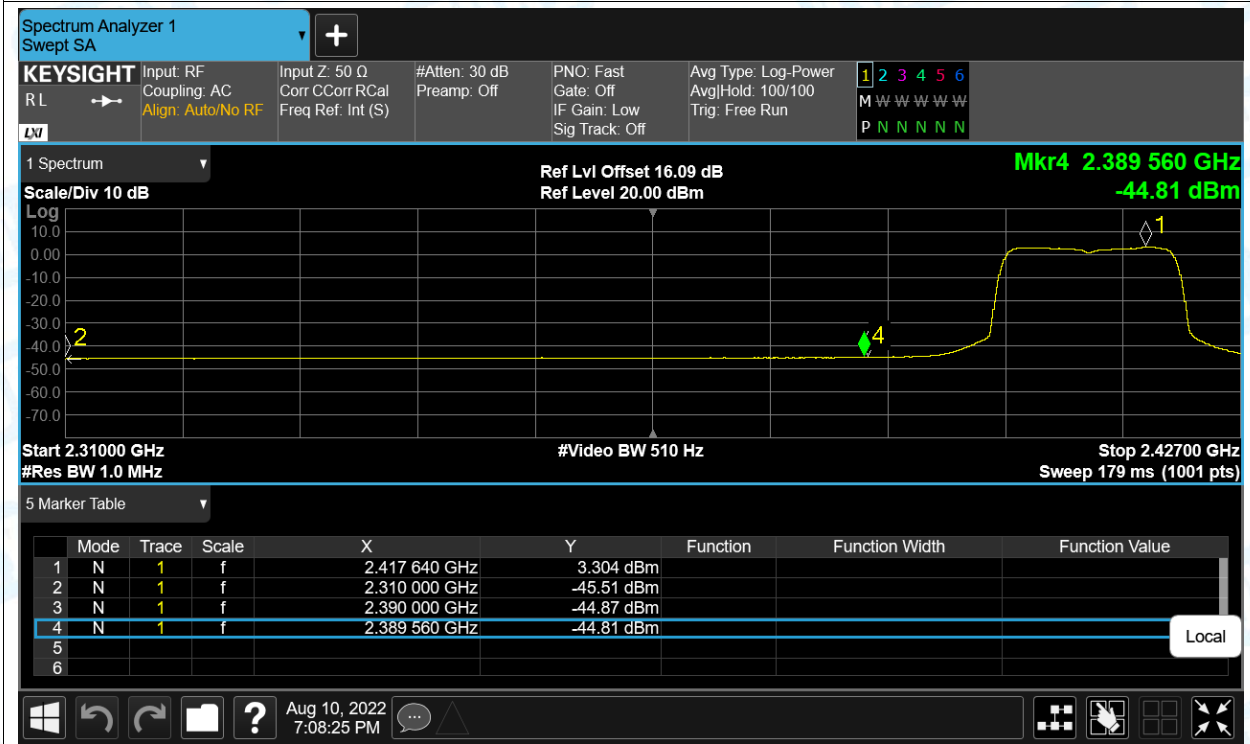 Spectrum Analyzer 1
Swept SA
+
KEYSIGHT Input: RF Input Z: 50 Ω #Atten: 30 dB PNO: Fast Avg Type: Log-Power 1 2 3 4 5 6
R L Coupling: AC Corr CCorr RCal Preamp: Off Gate: Off Avg|Hold: 100/100 M W W W W W W
Align: Auto/No RF Freq Ref: Int (S) IF Gain: Low Trig: Free Run
LXI Sig Track: Off P N N N N N
1 Spectrum
Ref Lvl Offset 16.09 dB Mkr4 2.389 560 GHz
Scale/Div 10 dB Ref Level 20.00 dBm -44.81 dBm
Log
10.0
0.00
-10.0
-20.0
-30.0
-40.0
-50.0
-60.0
-70.0
1
2
4
Start 2.31000 GHz #Video BW 510 Hz Stop 2.42700 GHz
#Res BW 1.0 MHz Sweep 179 ms (1001 pts)
5 Marker Table
Mode Trace Scale X Y Function Function Width Function Value
1 N 1 f 2.417 640 GHz 3.304 dBm
2 N 1 f 2.310 000 GHz -45.51 dBm
3 N 1 f 2.390 000 GHz -44.87 dBm
4 N 1 f 2.389 560 GHz -44.81 dBm
5
6
Local
? Aug 10, 2022
7:08:25 PM